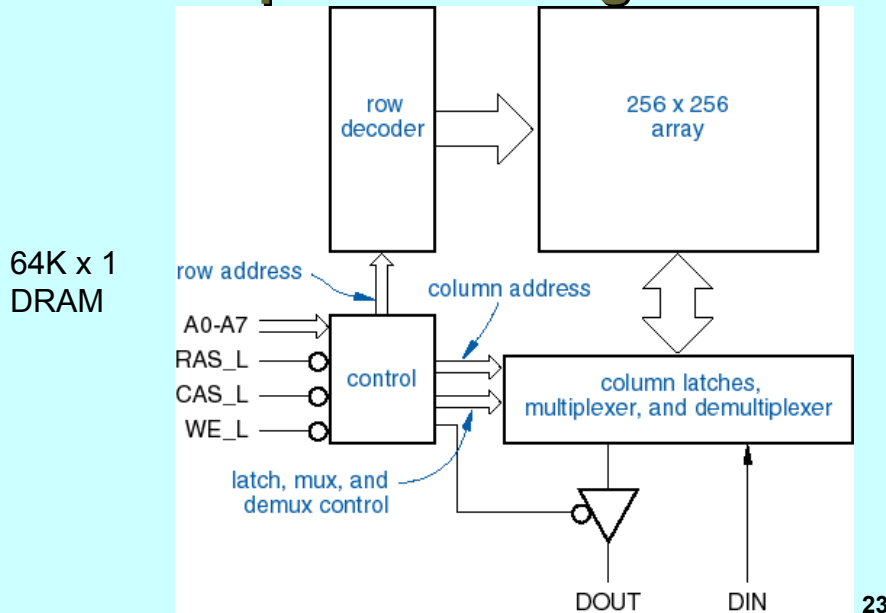 row
decoder
256 x 256
array
64K x 1
DRAM
row address
column address
A0-A7
RAS_L
CAS_L
WE_L
control
column latches,
multiplexer, and demultiplexer
latch, mux, and
demux control
DOUT
DIN
23